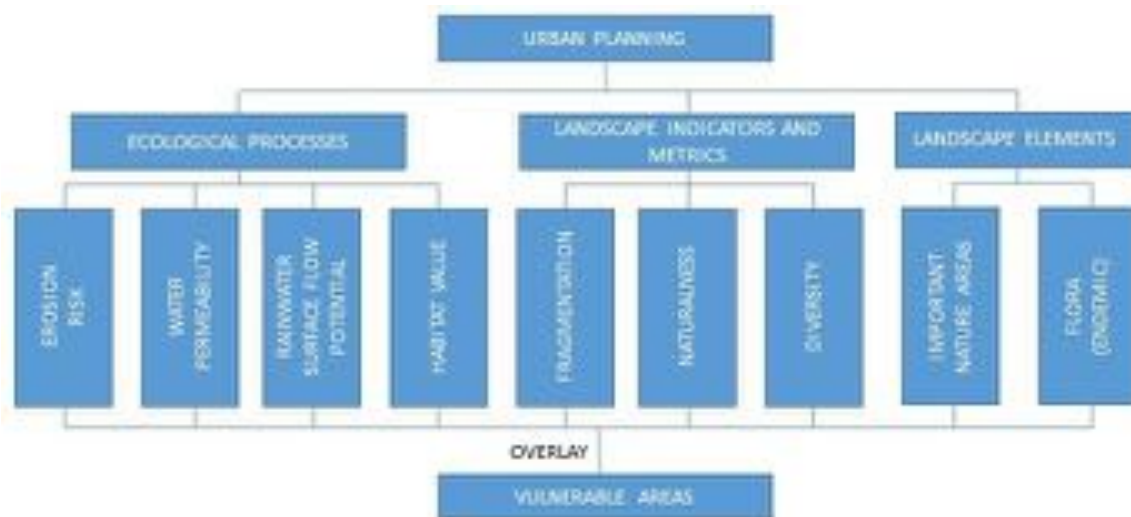 URBAN PLANNING
ECOLOGICAL PROCESSES
LANDSCAPE INDICATORS AND
METRICS
LANDSCAPE ELEMENTS
EROSION
RISK
WATER
PERMEABILITY
RAINWATER
SURFACE FLOW
POTENTIAL
HABITAT VALUE
FRAGMENTATION
NATURALNESS
DIVERSITY
IMPORTANT
NATURE AREAS
FLORA
(ENDEMIC)
OVERLAY
VULNERABLE AREAS